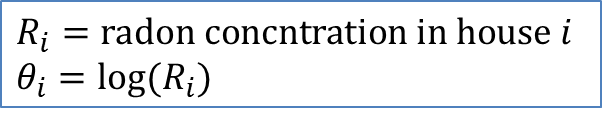 R_i = radon concntration in house i
θ_i = log(R_i)